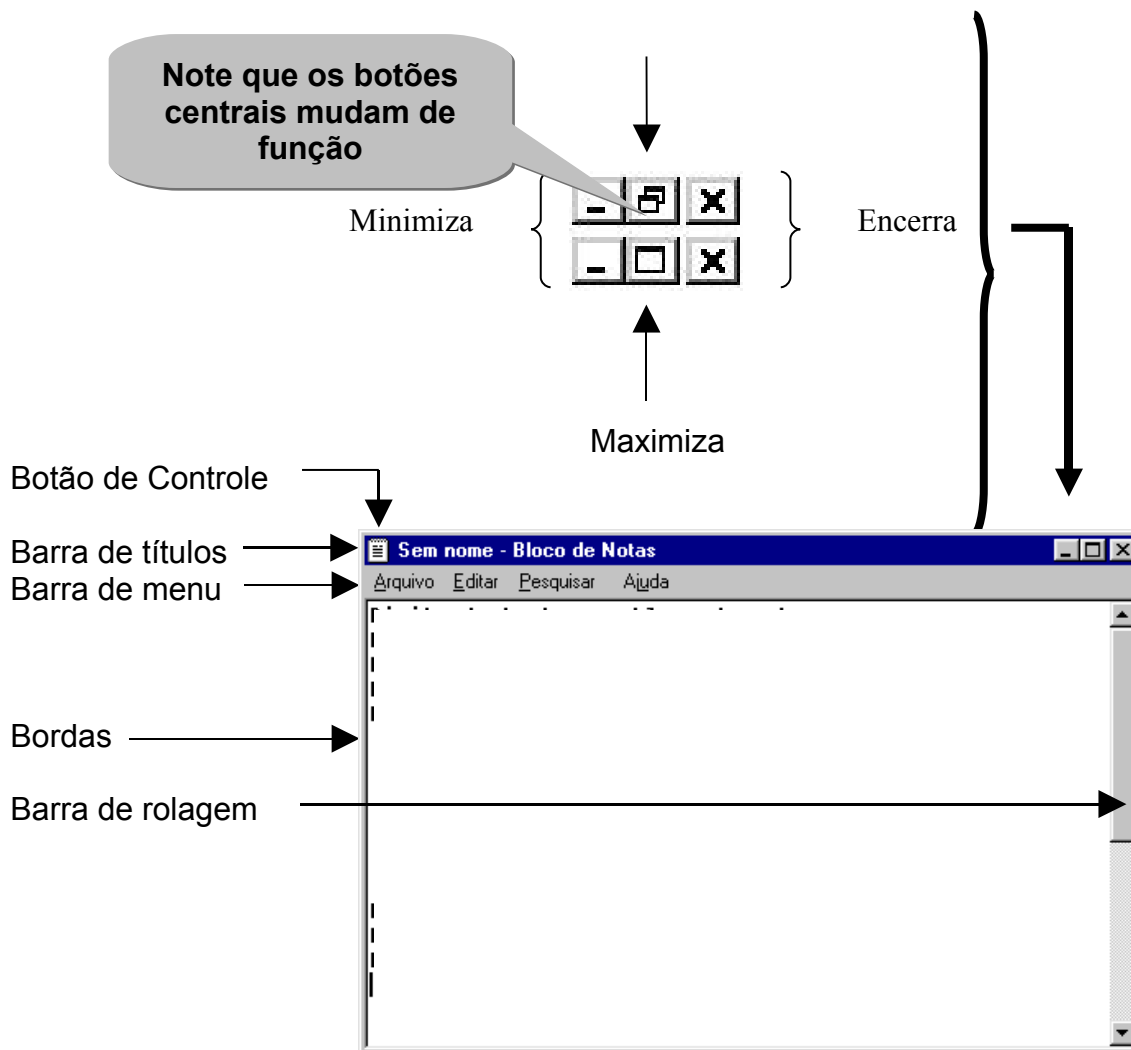 Note que os botões
centrais mudam de
função
Minimiza
Encerra
Maximiza
Botão de Controle
Barra de títulos
Barra de menu
Bordas
Barra de rolagem
Sem nome - Bloco de Notas
Arquivo Editar Pesquisar Ajuda